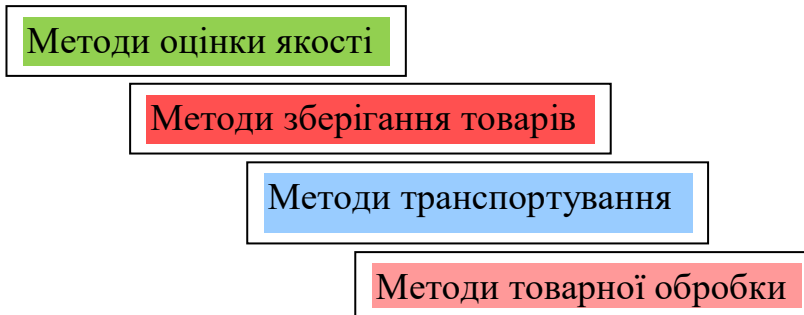 Методи оцінки якості
Методи зберігання товарів
Методи транспортування
Методи товарної обробки